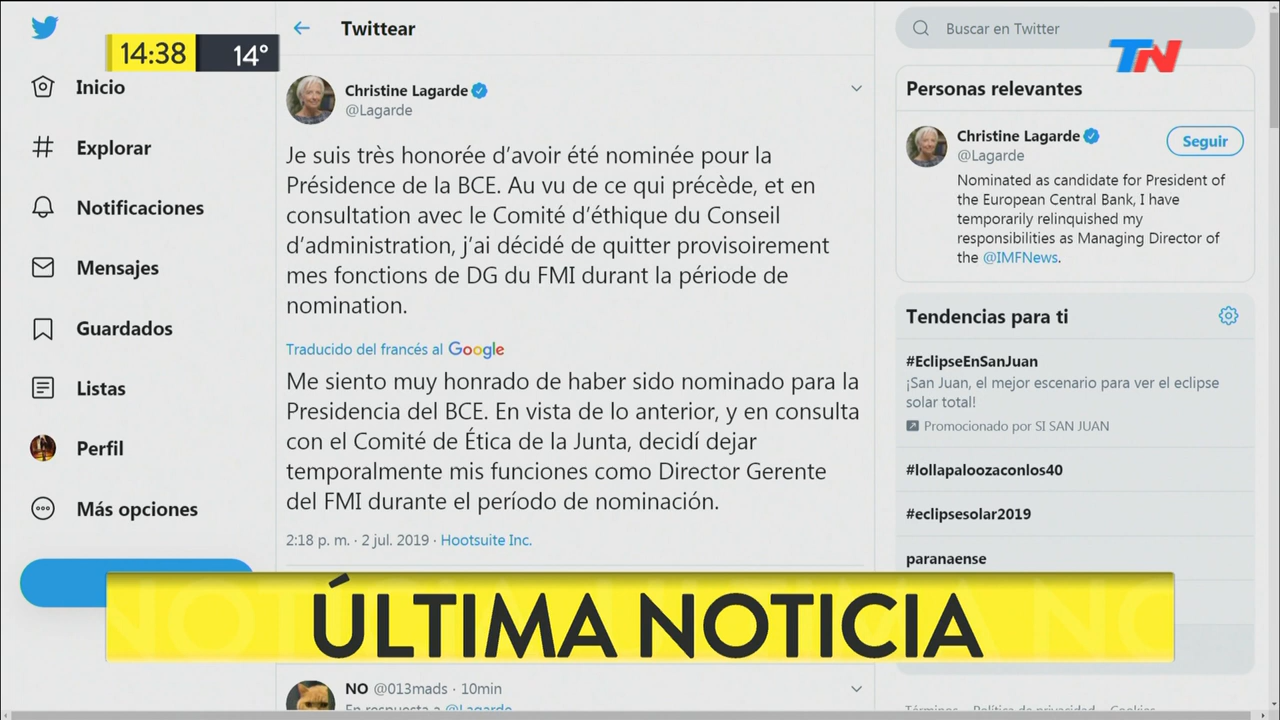 Twittear
Buscar en Twitter
14:38
14°
TN
Inicio
Explorar
Notificaciones
Mensajes
Guardados
Listas
Perfil
Más opciones
Christine Lagarde
@Lagarde
Je suis très honorée d'avoir été nominée pour la
Présidence de la BCE. Au vu de ce qui précède, et en
consultation avec le Comité d'éthique du Conseil
d'administration, j'ai décidé de quitter provisoirement
mes fonctions de DG du FMI durant la période de
nomination.
Traducido del francés al Google
Me siento muy honrado de haber sido nominado para la
Presidencia del BCE. En vista de lo anterior, y en consulta
con el Comité de Ética de la Junta, decidí dejar
temporalmente mis funciones como Director Gerente
del FMI durante el período de nominación.
2:18 p. m. · 2 jul. 2019 · Hootsuite Inc.
Personas relevantes
Christine Lagarde
@Lagarde
Seguir
Nominated as candidate for President of
the European Central Bank, I have
temporarily relinquished my
responsibilities as Managing Director of
the @IMFNews.
Tendencias para ti
#EclipseEnSanJuan
¡San Juan, el mejor escenario para ver el eclipse
solar total!
Promocionado por SI SAN JUAN
#lollapaloozaconlos40
#eclipsesolar2019
paranaense
ÚLTIMA NOTICIA
NO @013mads · 10min
En respuesta a @Lagarde
Términos Política de privacidad Cookies